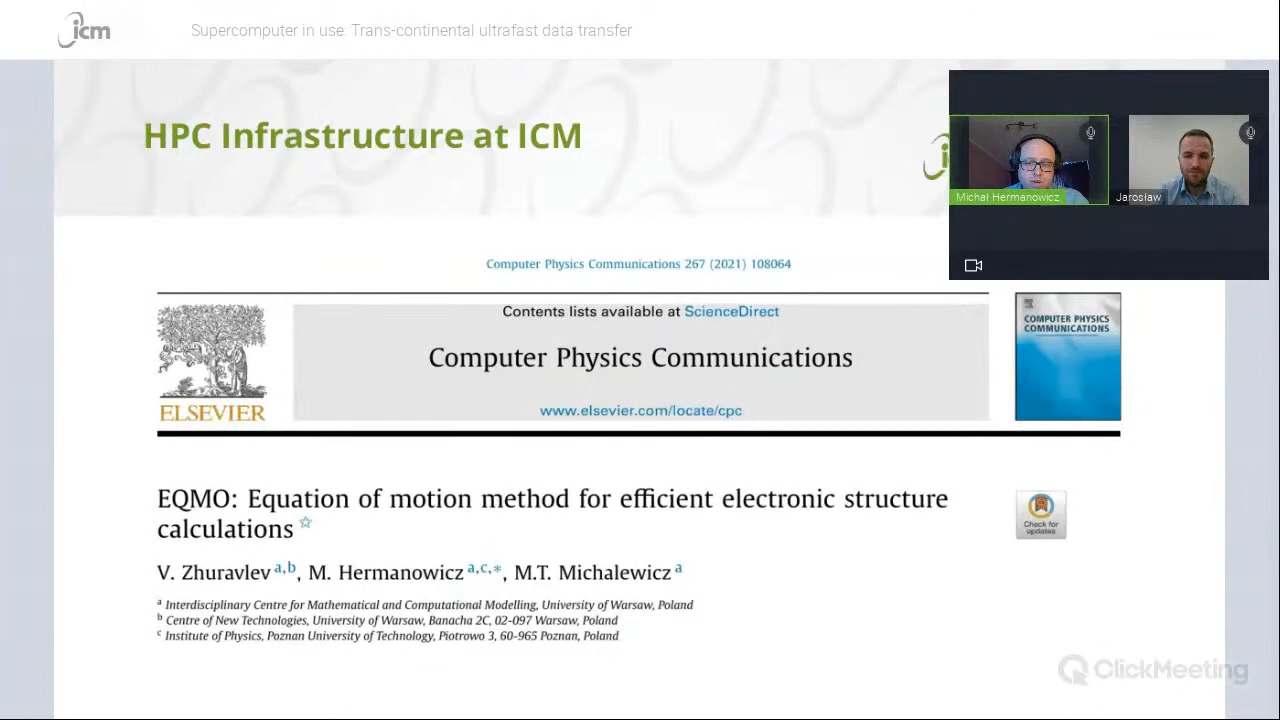 icm
Supercomputer in use: Trans-continental ultrafast data transfer
HPC Infrastructure at ICM
Michał Hermanowicz
Jarosław
Computer Physics Communications 267 (2021) 108064
Contents lists available at ScienceDirect
Computer Physics Communications
www.elsevier.com/locate/cpc
ELSEVIER
COMPUTER PHYSICS
COMMUNICATIONS
EQMO: Equation of motion method for efficient electronic structure
calculations ☆
Check for
updates
V. Zhuravlev a,b, M. Hermanowicz a,c,*, M.T. Michalewicz a
a Interdisciplinary Centre for Mathematical and Computational Modelling, University of Warsaw, Poland
b Centre of New Technologies, University of Warsaw, Banacha 2C, 02-097 Warsaw, Poland
c Institute of Physics, Poznan University of Technology, Piotrowo 3, 60-965 Poznan, Poland
ClickMeeting